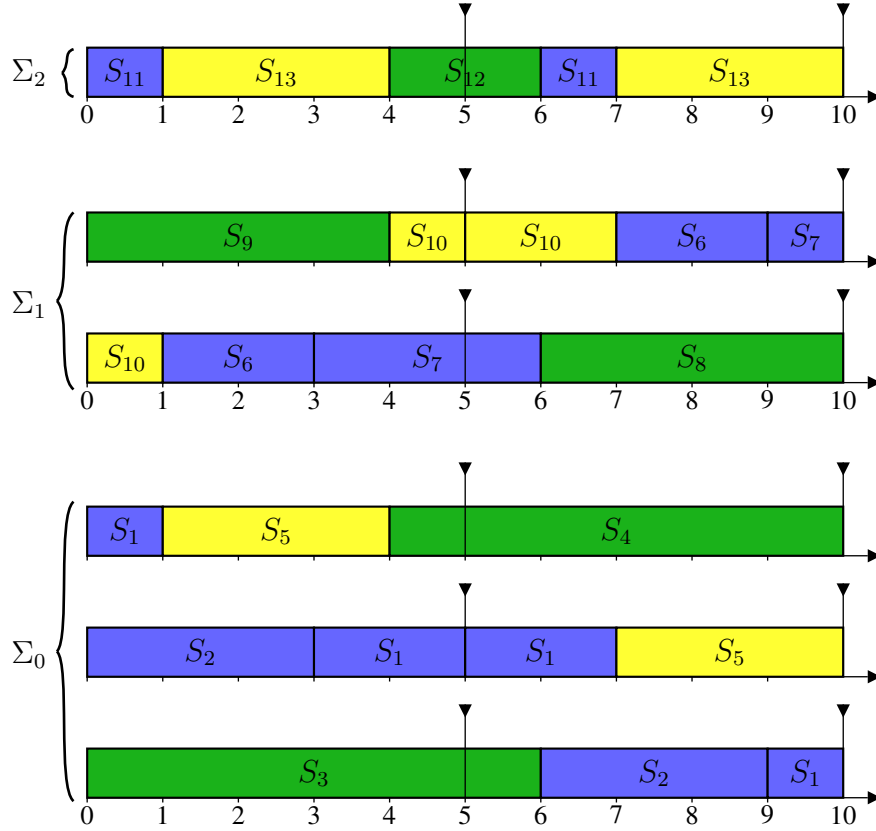 Σ₂ S₁₁ S₁₃ S₁₂ S₁₁ S₁₃
0 1 2 3 4 5 6 7 8 9 10
S₉ S₁₀ S₁₀ S₆ S₇
Σ₁
S₁₀ S₆ S₇ S₈
0 1 2 3 4 5 6 7 8 9 10
S₁ S₅ S₄
Σ₀ S₂ S₁ S₁ S₅
S₃ S₂ S₁
0 1 2 3 4 5 6 7 8 9 10